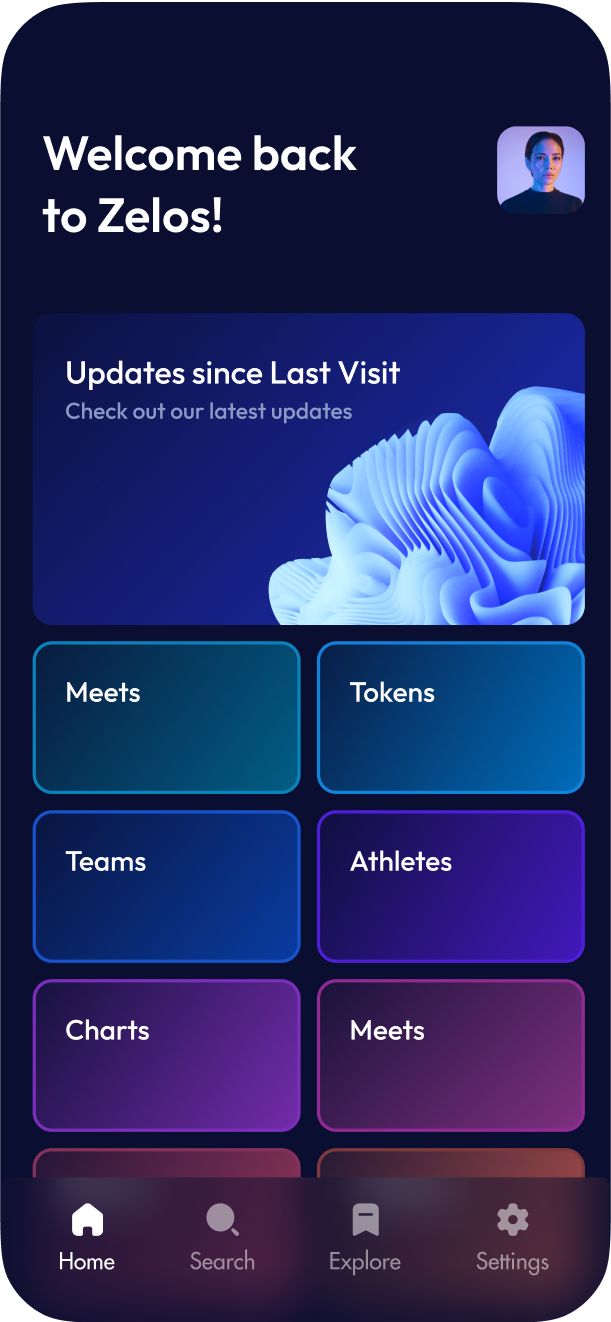 Welcome back
to Zelos!
Updates since Last Visit
Check out our latest updates
Meets
Tokens
Teams
Athletes
Charts
Meets
Home
Search
Explore
Settings